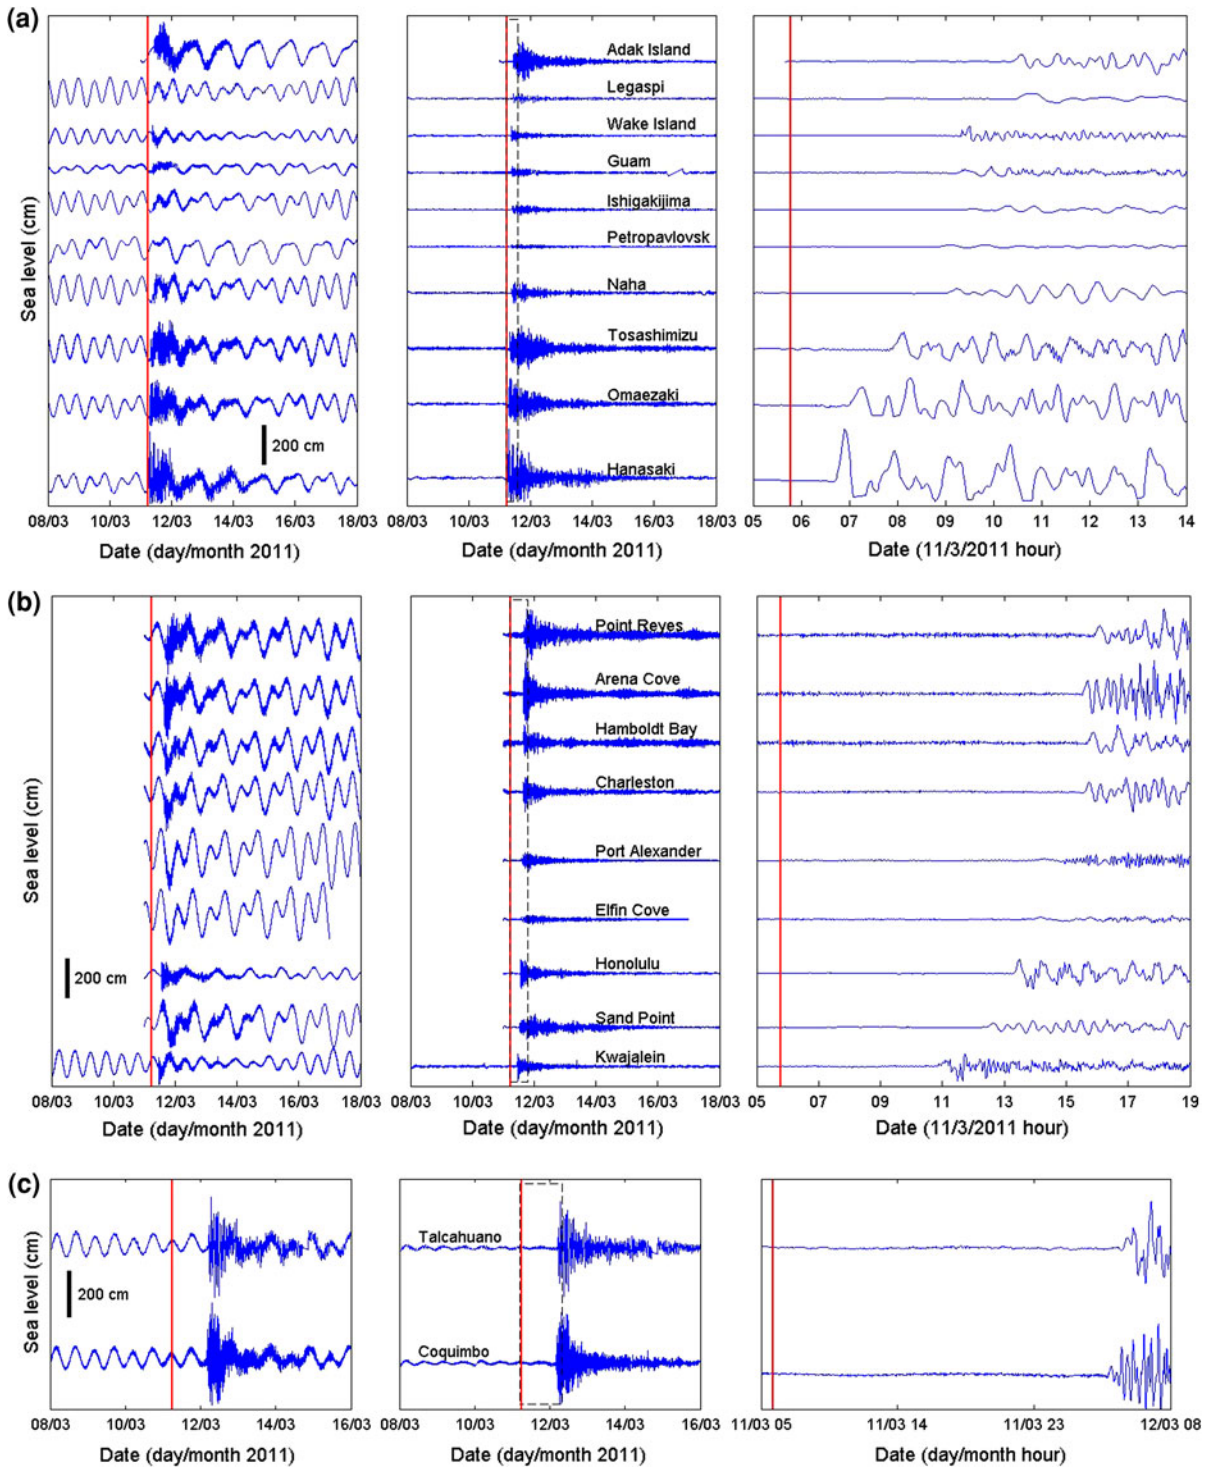 (a)
Sea level (cm)
200 cm
08/03 10/03 12/03 14/03 16/03 18/03
Date (day/month 2011)
Adak Island
Legaspi
Wake Island
Guam
Ishigakijima
Petropavlovsk
Naha
Tosashimizu
Omaezaki
Hanasaki
08/03 10/03 12/03 14/03 16/03 18/03
Date (day/month 2011)
05 06 07 08 09 10 11 12 13 14
Date (11/3/2011 hour)
(b)
Sea level (cm)
200 cm
08/03 10/03 12/03 14/03 16/03 18/03
Date (day/month 2011)
Point Reyes
Arena Cove
Hamboldt Bay
Charleston
Port Alexander
Elfin Cove
Honolulu
Sand Point
Kwajalein
08/03 10/03 12/03 14/03 16/03 18/03
Date (day/month 2011)
05 07 09 11 13 15 17 19
Date (11/3/2011 hour)
(c)
Sea level (cm)
200 cm
08/03 10/03 12/03 14/03 16/03
Date (day/month 2011)
Talcahuano
Coquimbo
08/03 10/03 12/03 14/03 16/03
Date (day/month 2011)
11/03 05 11/03 14 11/03 23 12/03 08
Date (day/month hour)